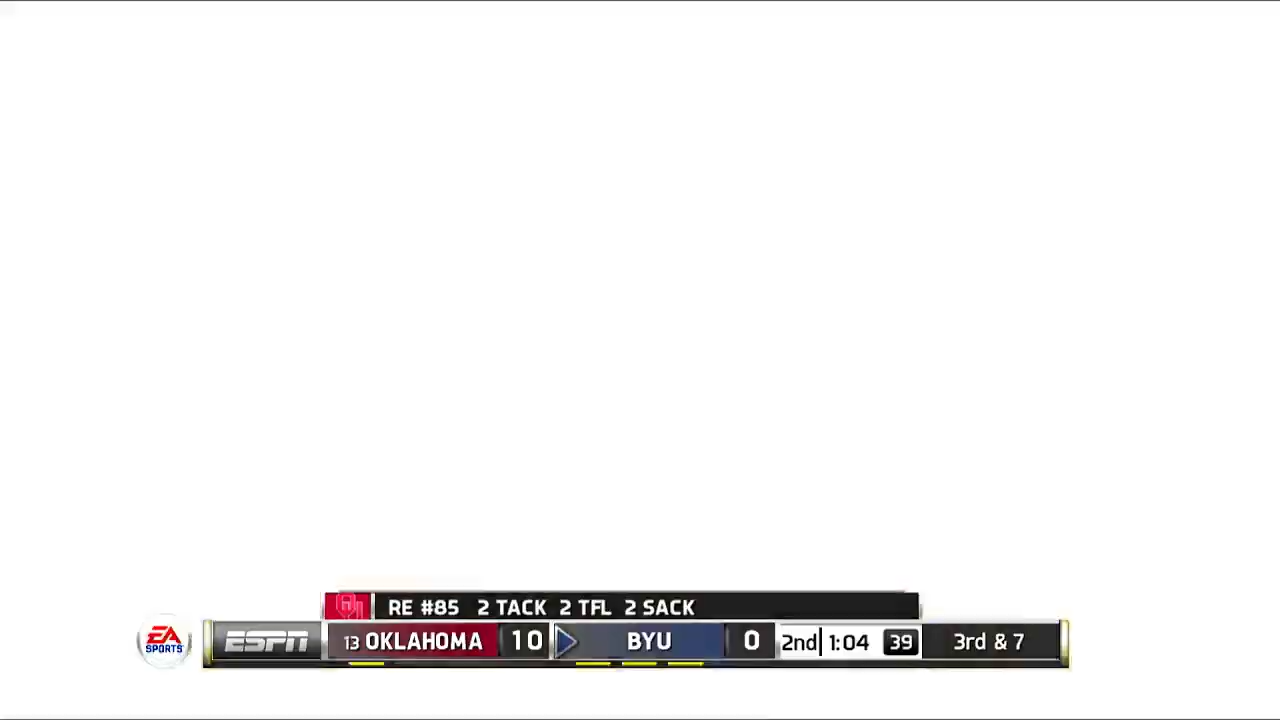 RE #85 2 TACK 2 TFL 2 SACK
EA SPORTS ESPN 13 OKLAHOMA 10 BYU 0 2nd 1:04 39 3rd & 7